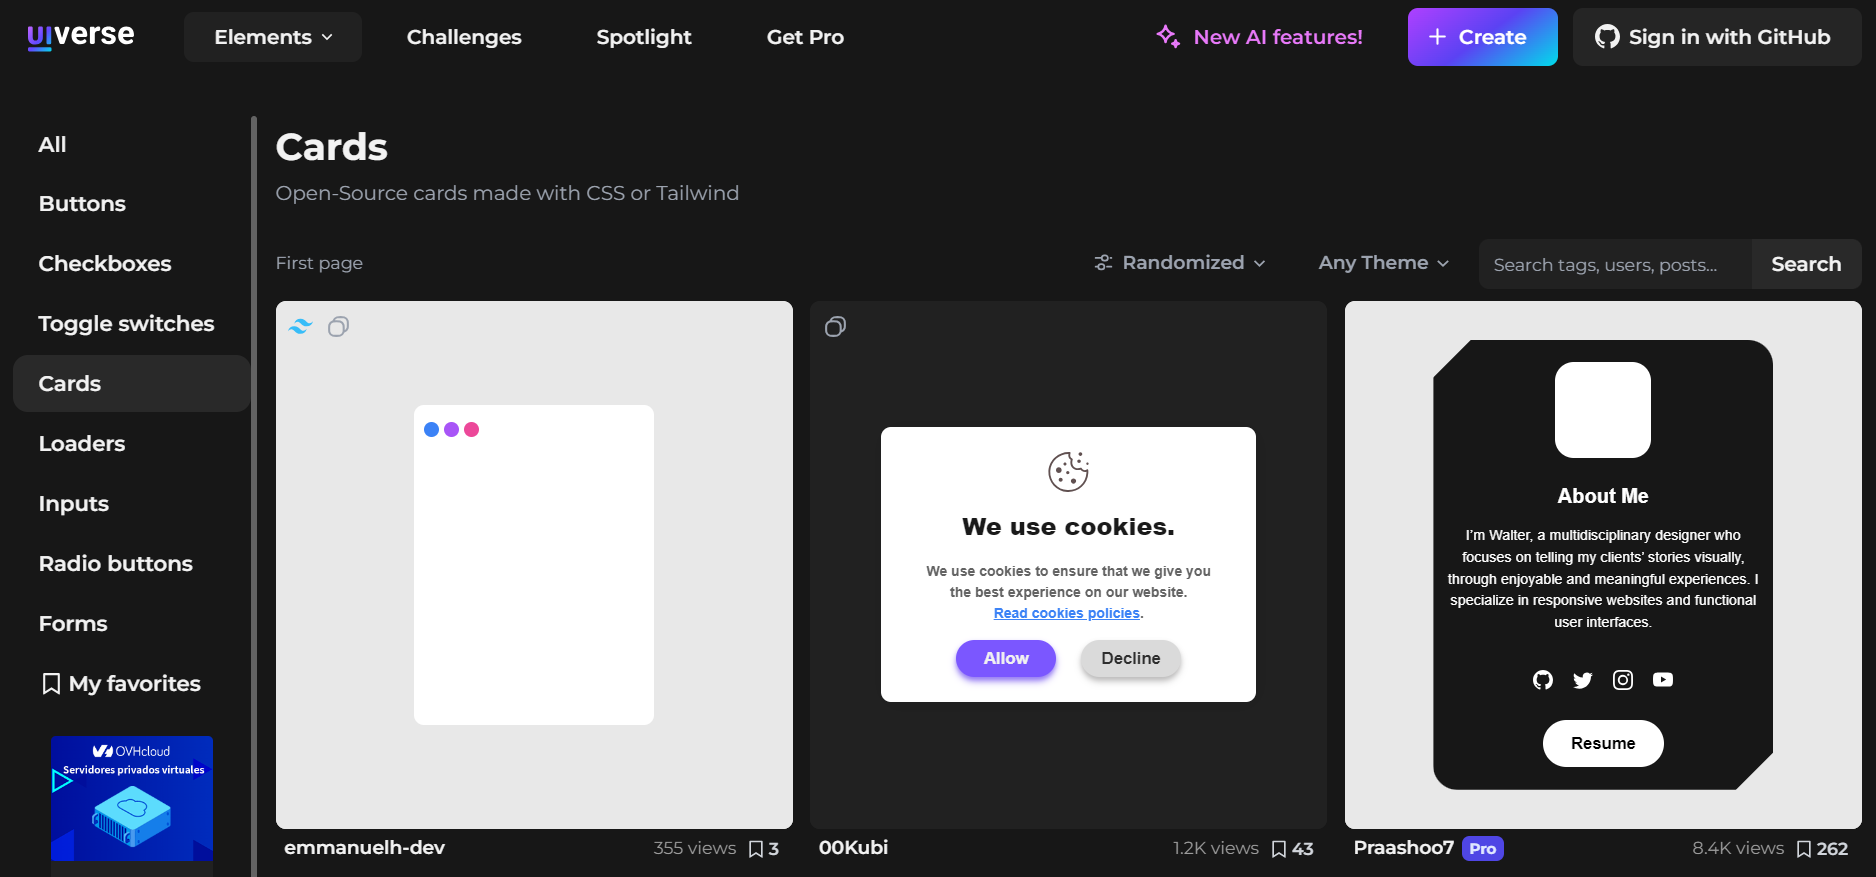 uiverse
Elements
Challenges
Spotlight
Get Pro
New AI features!
Create
Sign in with GitHub
All
Buttons
Checkboxes
Toggle switches
Cards
Loaders
Inputs
Radio buttons
Forms
My favorites
OVHcloud
Servidores privados virtuales
Cards
Open-Source cards made with CSS or Tailwind
First page
Randomized
Any Theme
Search tags, users, posts...
Search
We use cookies.
We use cookies to ensure that we give you
the best experience on our website.
Read cookies policies.
Allow
Decline
About Me
I'm Walter, a multidisciplinary designer who
focuses on telling my clients' stories visually,
through enjoyable and meaningful experiences. I
specialize in responsive websites and functional
user interfaces.
Resume
emmanuelh-dev
355 views
3
00Kubi
1.2K views
43
Praashoo7
Pro
8.4K views
262